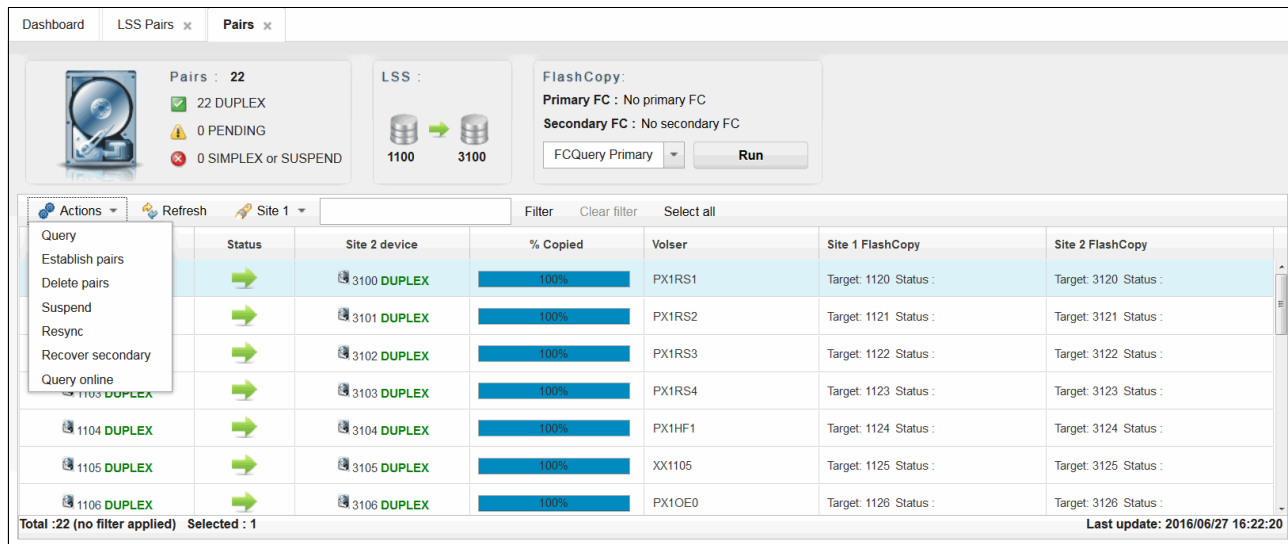 Dashboard LSS Pairs Pairs
Pairs : 22
22 DUPLEX
0 PENDING
0 SIMPLEX or SUSPEND
LSS :
1100 3100
FlashCopy:
Primary FC : No primary FC
Secondary FC : No secondary FC
FCQuery Primary Run
Actions Refresh Site 1 Filter Clear filter Select all
Query
Establish pairs
Delete pairs
Suspend
Resync
Recover secondary
Query online
Status Site 2 device % Copied Volser Site 1 FlashCopy Site 2 FlashCopy
3100 DUPLEX 100% PX1RS1 Target: 1120 Status : Target: 3120 Status :
3101 DUPLEX 100% PX1RS2 Target: 1121 Status : Target: 3121 Status :
3102 DUPLEX 100% PX1RS3 Target: 1122 Status : Target: 3122 Status :
1103 DUPLEX 3103 DUPLEX 100% PX1RS4 Target: 1123 Status : Target: 3123 Status :
1104 DUPLEX 3104 DUPLEX 100% PX1HF1 Target: 1124 Status : Target: 3124 Status :
1105 DUPLEX 3105 DUPLEX 100% XX1105 Target: 1125 Status : Target: 3125 Status :
1106 DUPLEX 3106 DUPLEX 100% PX1OE0 Target: 1126 Status : Target: 3126 Status :
Total :22 (no filter applied) Selected : 1 Last update: 2016/06/27 16:22:20